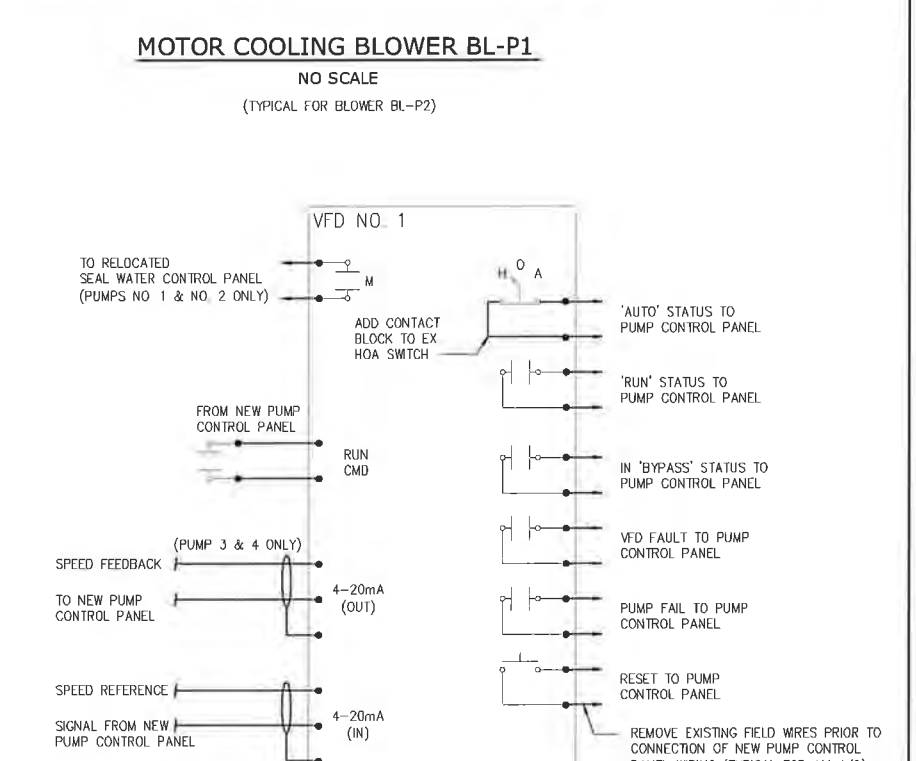 MOTOR COOLING BLOWER BL-P1
NO SCALE
(TYPICAL FOR BLOWER BL-P2)
VFD NO. 1
TO RELOCATED
SEAL WATER CONTROL PANEL
(PUMPS NO 1 & NO. 2 ONLY)
M
H O A
ADD CONTACT
BLOCK TO EX
HOA SWITCH
'AUTO' STATUS TO
PUMP CONTROL PANEL
'RUN' STATUS TO
PUMP CONTROL PANEL
FROM NEW PUMP
CONTROL PANEL
RUN
CMD
IN 'BYPASS' STATUS TO
PUMP CONTROL PANEL
(PUMP 3 & 4 ONLY)
SPEED FEEDBACK
TO NEW PUMP
CONTROL PANEL
4-20mA
(OUT)
VFD FAULT TO PUMP
CONTROL PANEL
PUMP FAIL TO PUMP
CONTROL PANEL
RESET TO PUMP
CONTROL PANEL
SPEED REFERENCE
SIGNAL FROM NEW
PUMP CONTROL PANEL
4-20mA
(IN)
REMOVE EXISTING FIELD WIRES PRIOR TO
CONNECTION OF NEW PUMP CONTROL